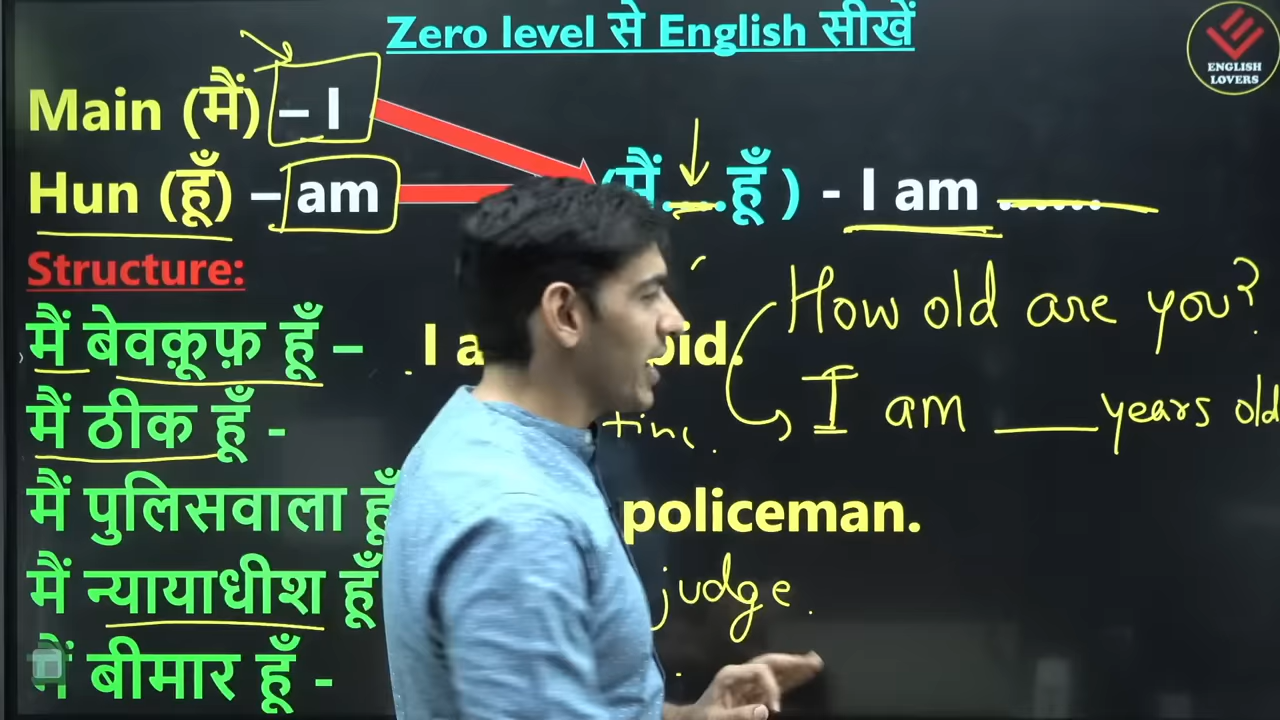 Zero level से English सीखें
ENGLISH
LOVERS
Main (मैं) – I
Hun (हूँ) – am
(मैं.....हूँ ) - I am ......
Structure:
मैं बेवक़ूफ़ हूँ – I
मैं ठीक हूँ -
मैं पुलिसवाला हूँ policeman.
मैं न्यायाधीश हूँ judge.
मैं बीमार हूँ -
How old are you?
I am ____ years old